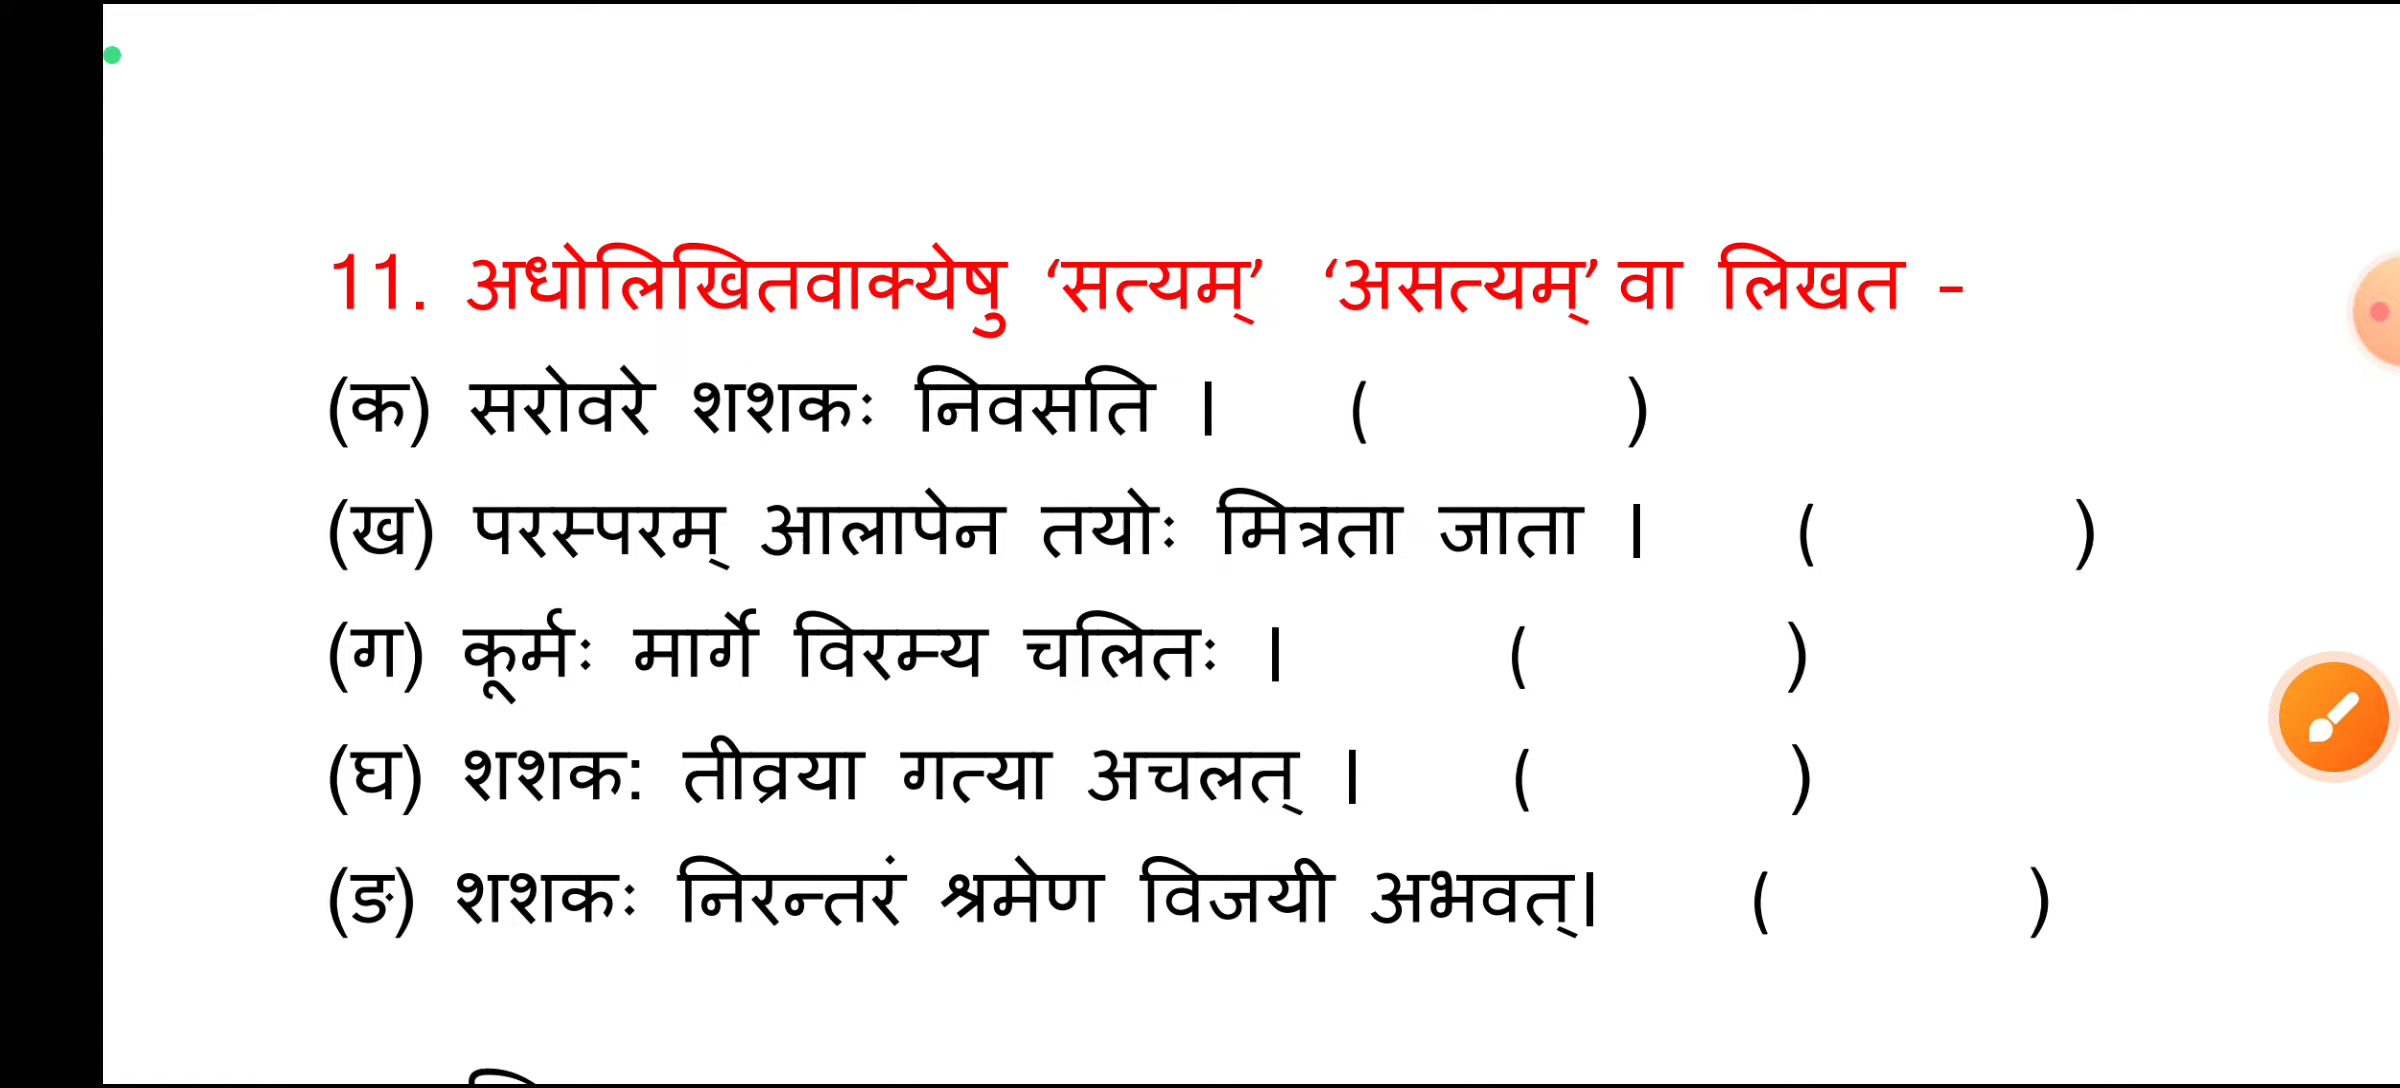 11. अधोलिखितवाक्येषु ‘सत्यम्’ ‘असत्यम्’ वा लिखत -
(क) सरोवरे शशकः निवसति । ( )
(ख) परस्परम् आलापेन तयोः मित्रता जाता । ( )
(ग) कूर्मः मार्गे विरम्य चलितः । ( )
(घ) शशक: तीव्रया गत्या अचलत् । ( )
(ङ) शशकः निरन्तरं श्रमेण विजयी अभवत्। ( )